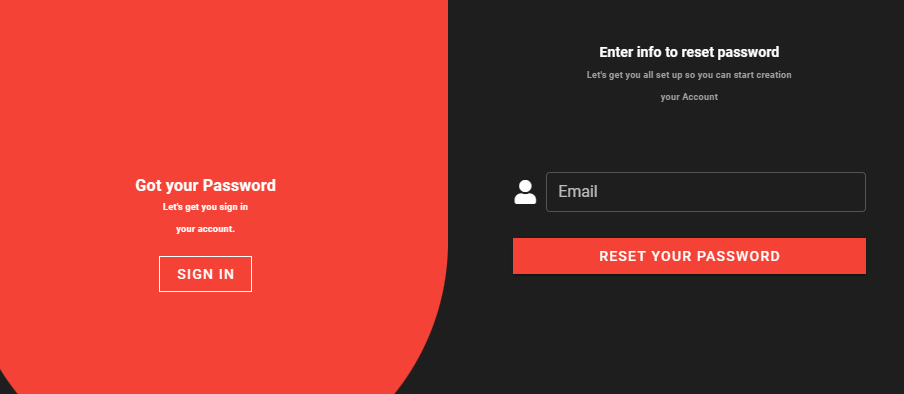 Got your Password
Let's get you sign in
your account.
SIGN IN
Enter info to reset password
Let's get you all set up so you can start creation
your Account
Email
RESET YOUR PASSWORD